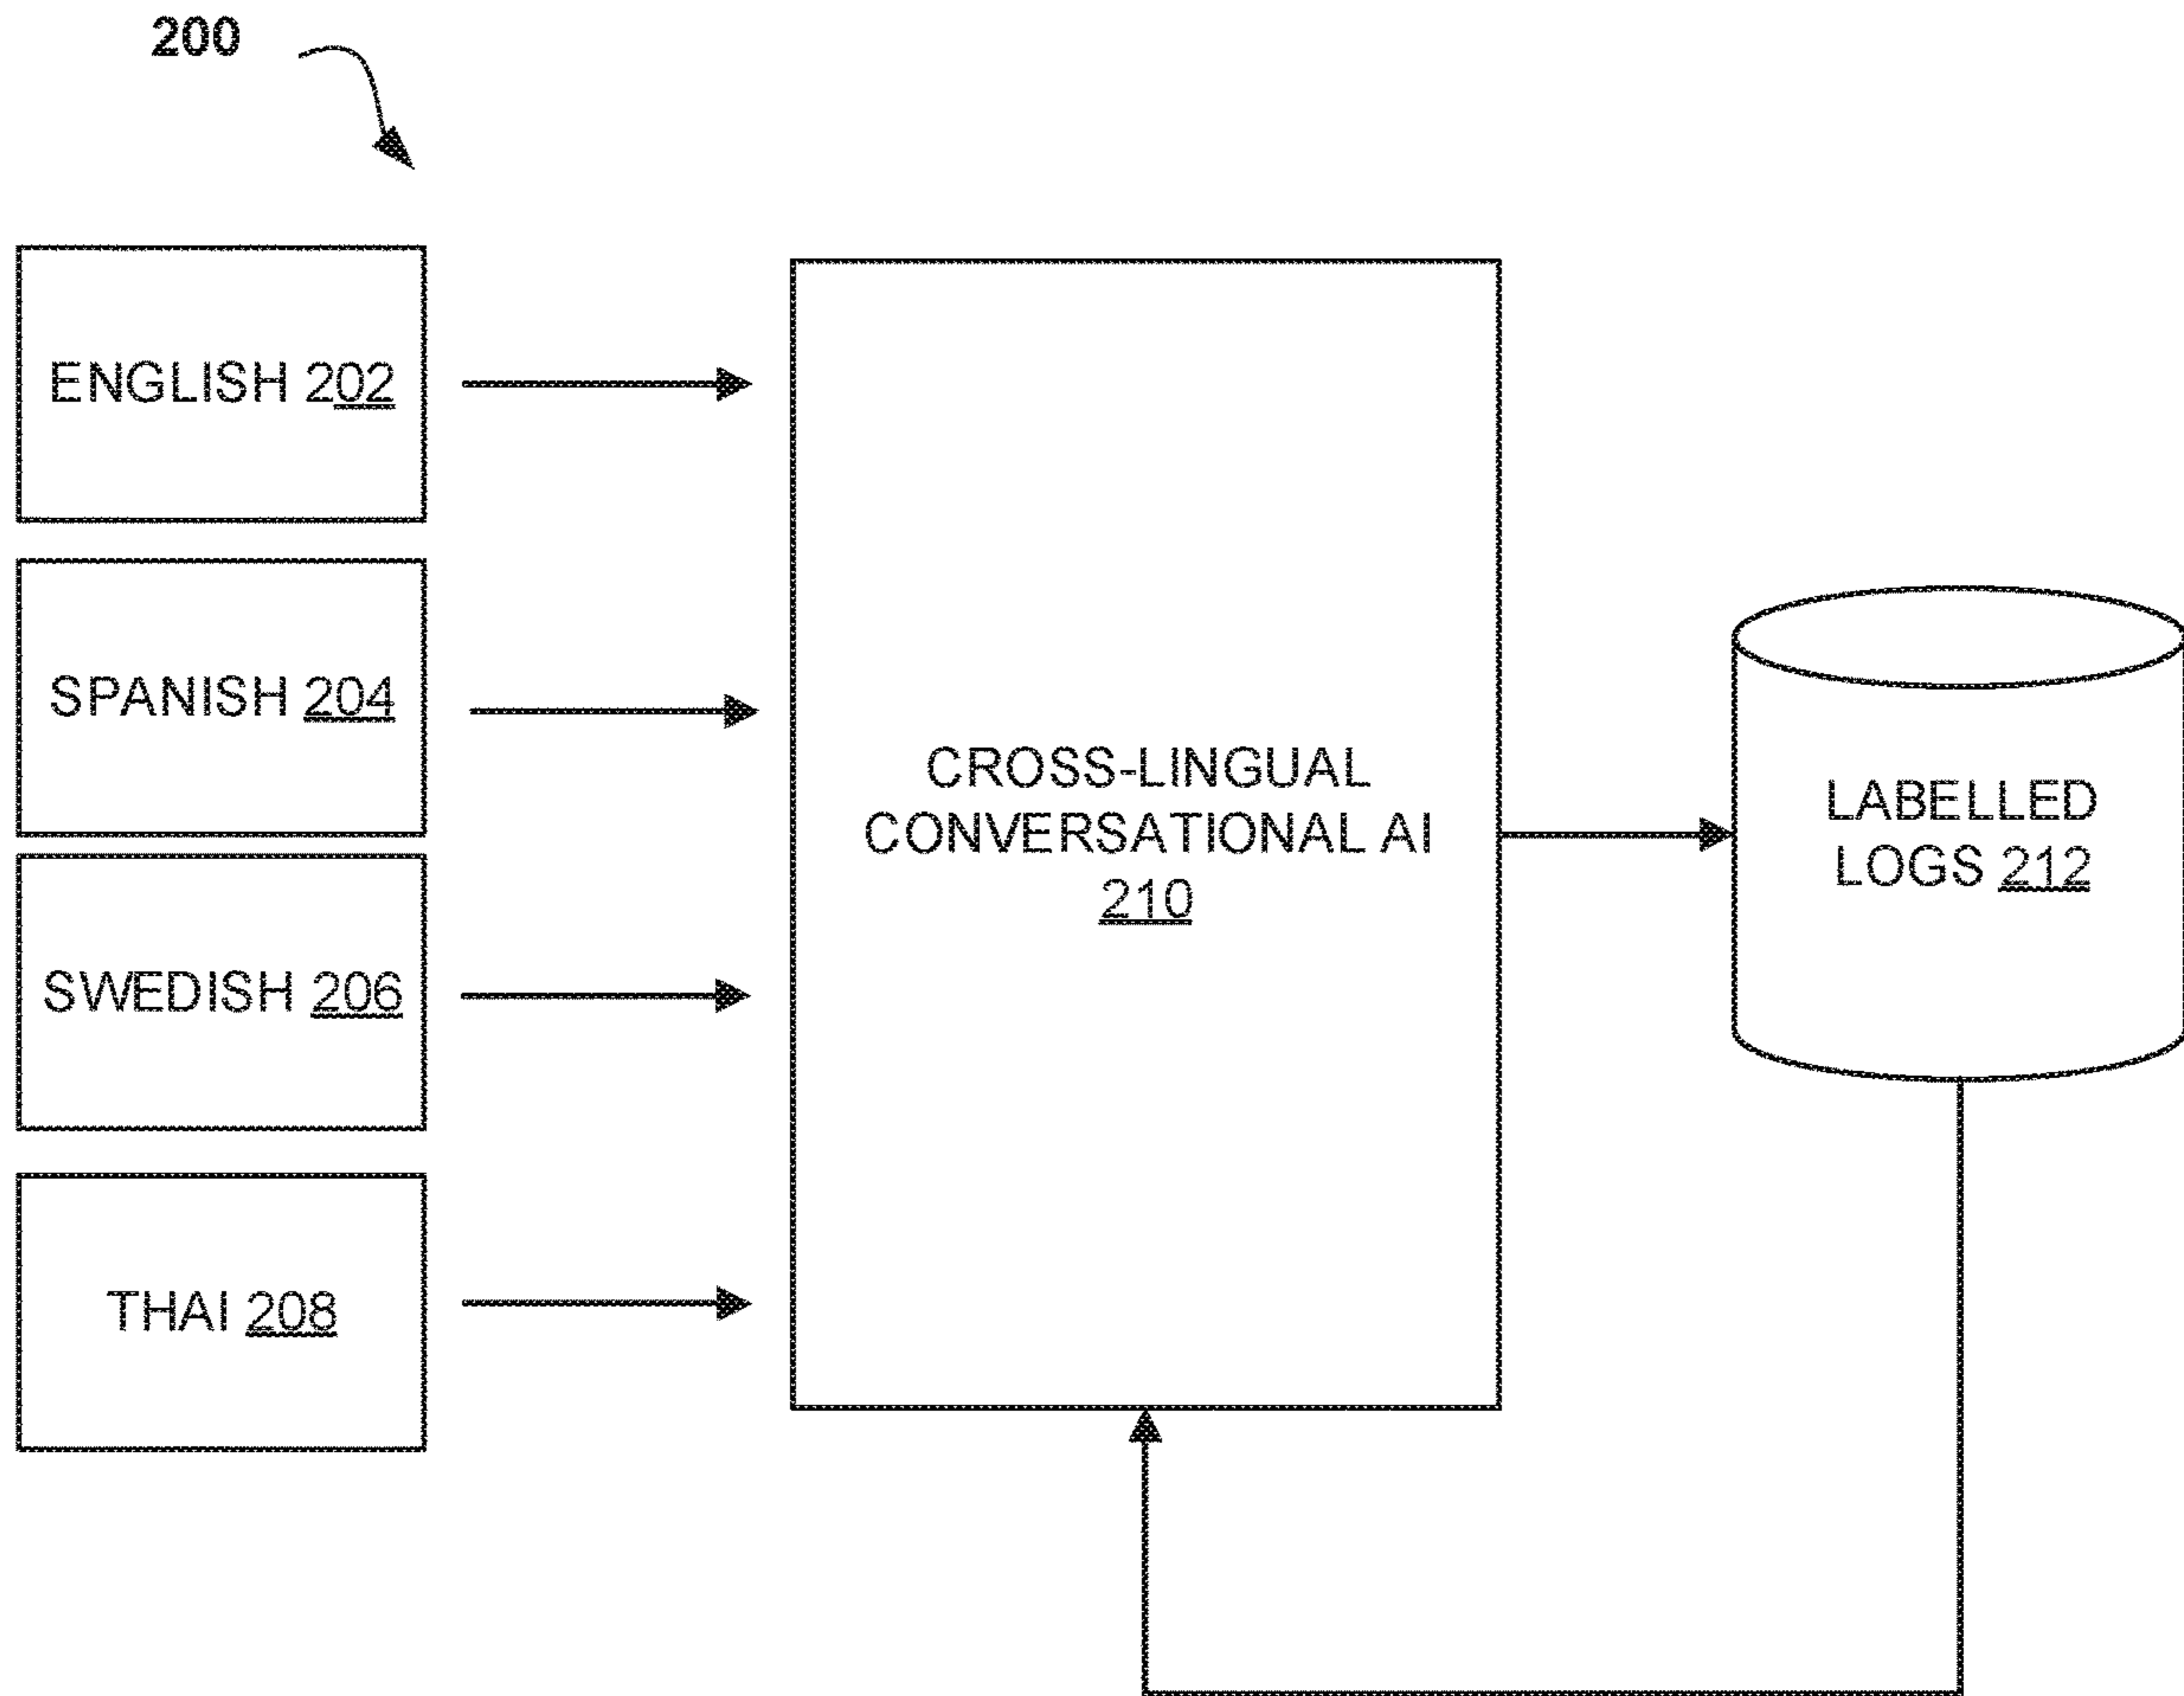 200
ENGLISH 202
SPANISH 204
SWEDISH 206
THAI 208
CROSS-LINGUAL
CONVERSATIONAL AI
210
LABELLED
LOGS 212